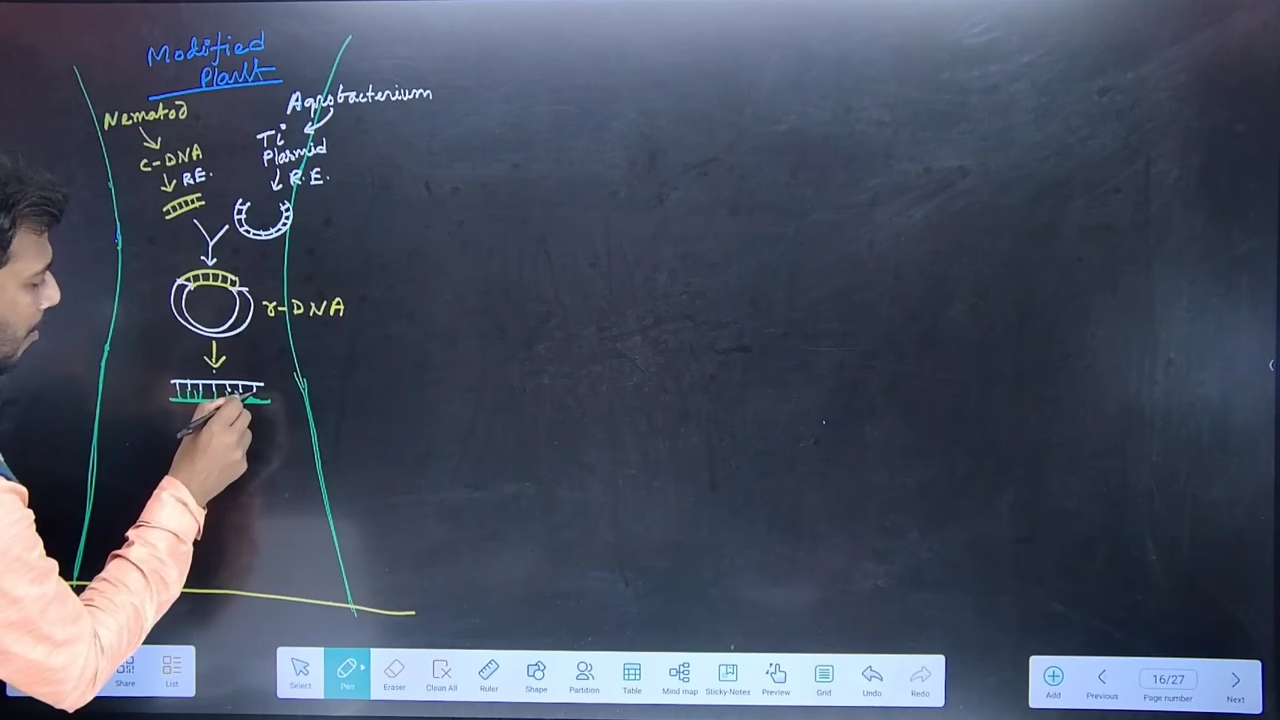 Modified
Plant
Nematod
Agrobacterium
Ti
Plasmid
C-DNA
R.E.
R.E.
r-DNA
Share
List
Select
Pen
Eraser
Clean All
Ruler
Shape
Partition
Table
Mind map
Sticky-Notes
Preview
Grid
Undo
Redo
Add
Previous
16/27
Page number
Next